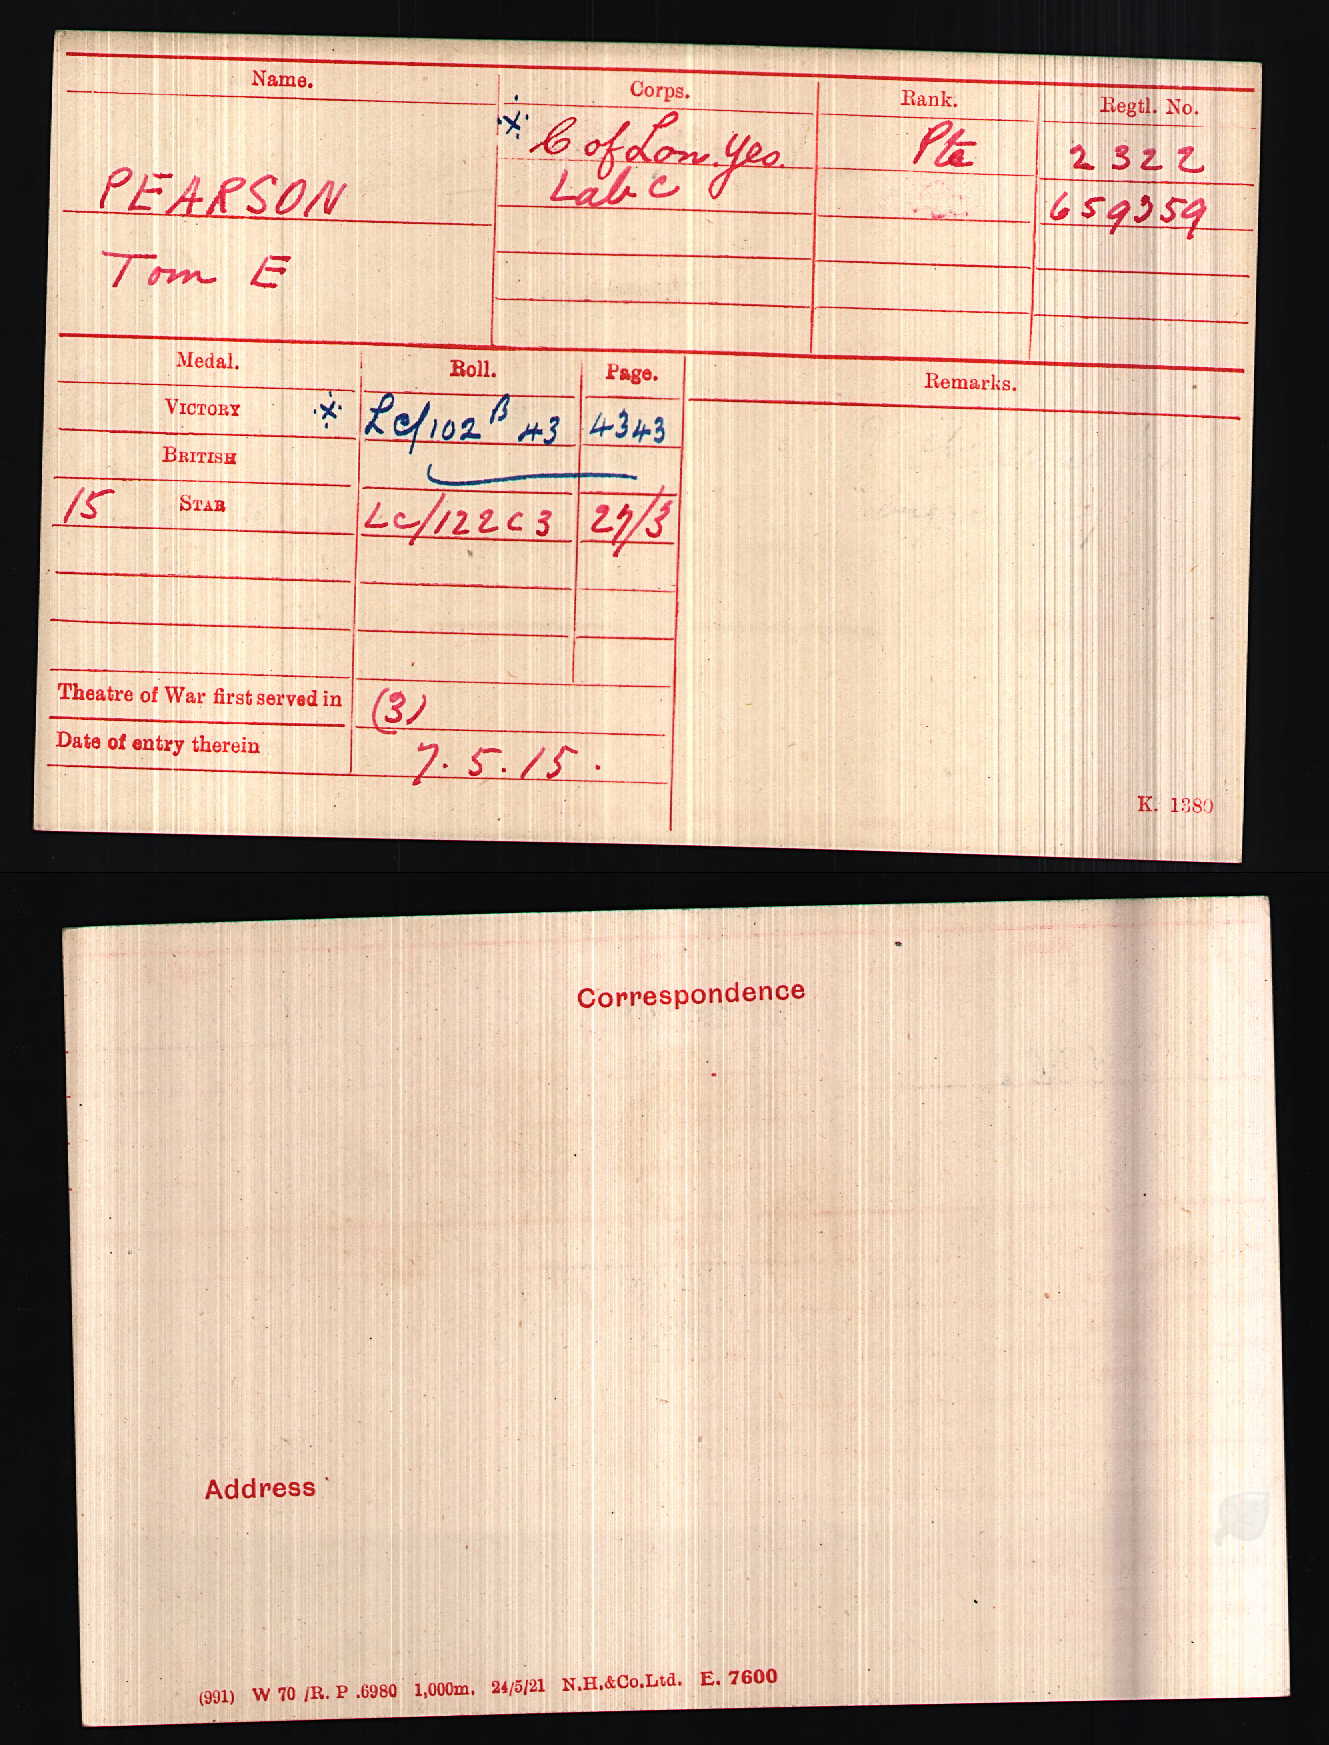 Name.
Corps.
Rank.
Regtl. No.
PEARSON
Tom E
C of Lon. Yeo.
Pte
2322
Lab C
659359
Medal.
Roll.
Page.
Remarks.
VICTORY
LC/102 B 43
4343
BRITISH
15 STAR
LC/122 C 3
27/3
Theatre of War first served in
(3)
Date of entry therein
7.5.15.
K. 1380
Correspondence
Address
(991) W 70 /R. P .6980 1,000m. 24/5/21 N.H.&Co.Ltd. E. 7600